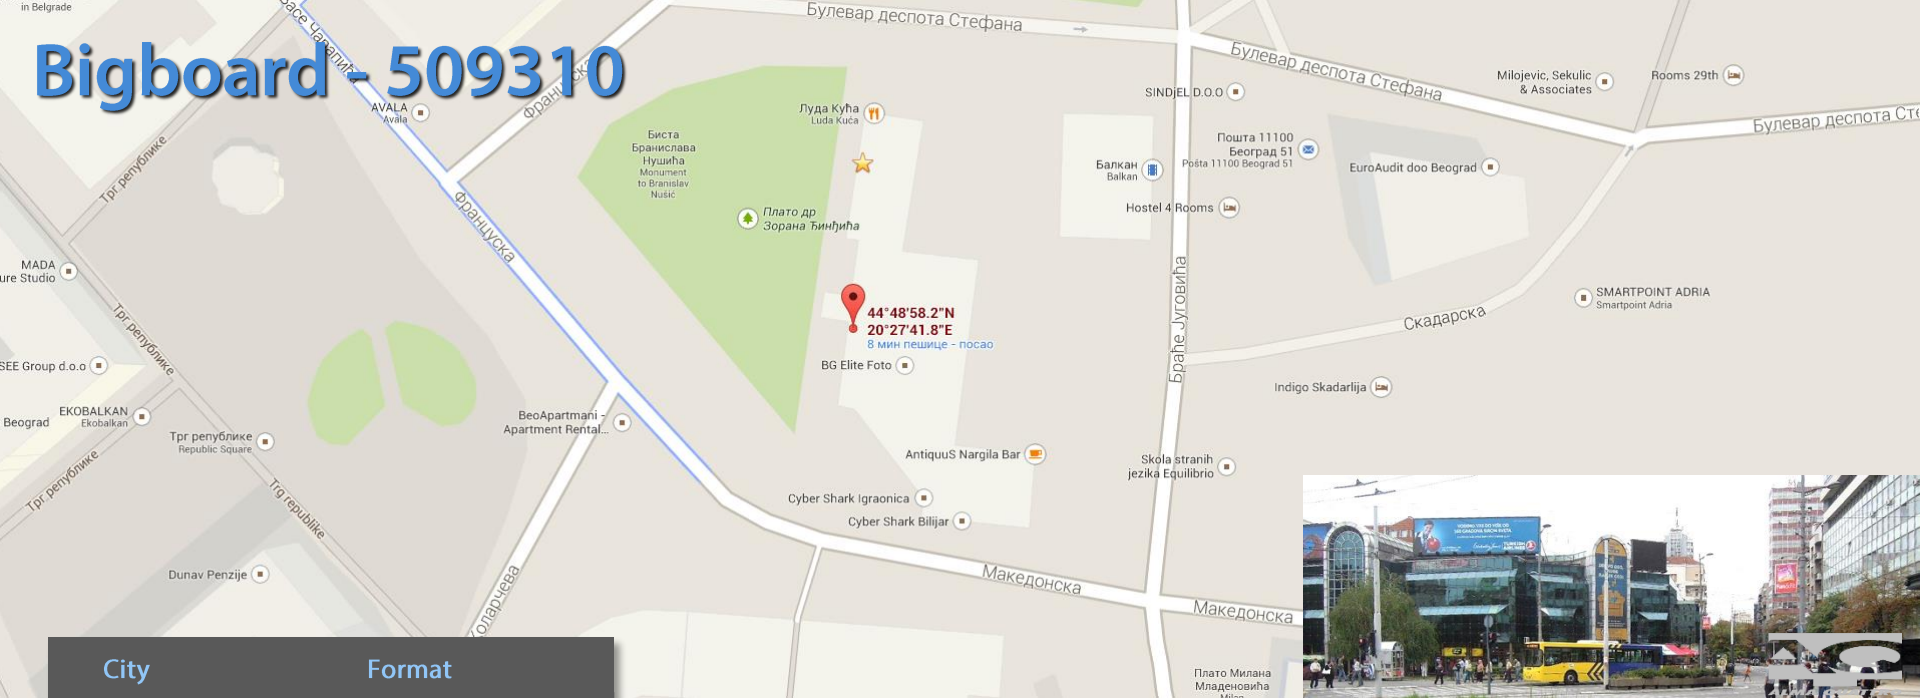 in Belgrade
Bigboard - 509310
Васе Чарапића
Француска
Булевар деспота Стефана
Булевар деспота Стефана
Булевар деспота Сте
AVALA
Avala
Луда Кућа
Luda Kuća
SINDJEL D.O.O
Milojevic, Sekulic
& Associates
Rooms 29th
Трг републике
Биста
Бранислава
Нушића
Monument
to Branislav
Nušić
Пошта 11100
Београд 51
Pošta 11100 Beograd 51
Балкан
Balkan
EuroAudit doo Beograd
Hostel 4 Rooms
Плато др
Зорана Ђинђића
Француска
MADA
ure Studio
Трг републике
44°48'58.2"N
20°27'41.8"E
8 мин пешице - посао
BG Elite Foto
Браће Југовића
SMARTPOINT ADRIA
Smartpoint Adria
Скадарска
SEE Group d.o.o
Indigo Skadarlija
EKOBALKAN
Ekobalkan
Beograd
Трг републике
Republic Square
BeoApartmani -
Apartment Rental...
AntiquuS Nargila Bar
Skola stranih
jezika Equilibrio
Трг републике
Trg republike
Cyber Shark Igraonica
Cyber Shark Bilijar
Dunav Penzije
Коларчева
Македонска
Македонска
Плато Милана
Младеновића
City
Format
TURKISH
AIRLINES